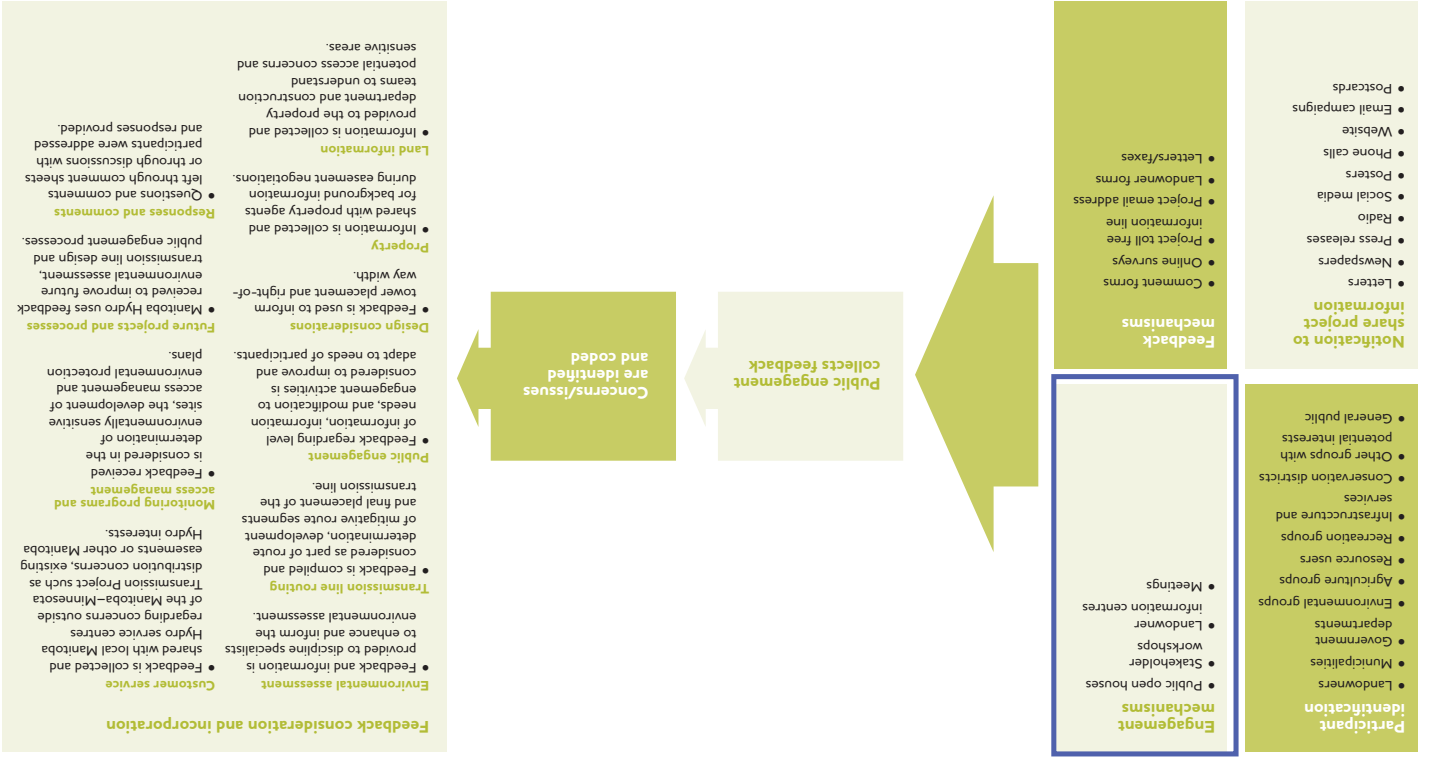 Participant
identification
• Landowners
• Municipalities
• Government
departments
• Environmental groups
• Agriculture groups
• Resource users
• Recreation groups
• Infrastruccture and
services
• Conservation districts
• Other groups with
potential interests
• General public
Engagement
mechanisms
• Public open houses
• Stakeholder
workshops
• Landowner
information centres
• Meetings
Notification to
share project
information
• Letters
• Newspapers
• Press releases
• Radio
• Social media
• Posters
• Phone calls
• Website
• Email campaigns
• Postcards
Feedback
mechanisms
• Comment forms
• Online surveys
• Project toll free
information line
• Project email address
• Landowner forms
• Letters/faxes
Public engagement
collects feedback
Concerns/issues
are identified
and coded
Feedback consideration and incorporation
Environmental assessment
• Feedback and information is
provided to discipline specialists
to enhance and inform the
environmental assessment.
Transmission line routing
• Feedback is compiled and
considered as part of route
determination, development
of mitigative route segments
and final placement of the
transmission line.
Public engagement
• Feedback regarding level
of information, information
needs, and modification to
engagement activities is
considered to improve and
adapt to needs of participants.
Design considerations
• Feedback is used to inform
tower placement and right-of-
way width.
Property
• Information is collected and
shared with property agents
for background information
during easement negotiations.
Land information
• Information is collected and
provided to the property
department and construction
teams to understand
potential access concerns and
sensitive areas.
Customer service
• Feedback is collected and
shared with local Manitoba
Hydro service centres
regarding concerns outside
of the Manitoba–Minnesota
Transmission Project such as
distribution concerns, existing
easements or other Manitoba
Hydro interests.
Monitoring programs and
access management
• Feedback received
is considered in the
determination of
environmentally sensitive
sites, the development of
access management and
environmental protection
plans.
Future projects and processes
• Manitoba Hydro uses feedback
received to improve future
environmental assessment,
transmission line design and
public engagement processes.
Responses and comments
• Questions and comments
left through comment sheets
or through discussions with
participants were addressed
and responses provided.